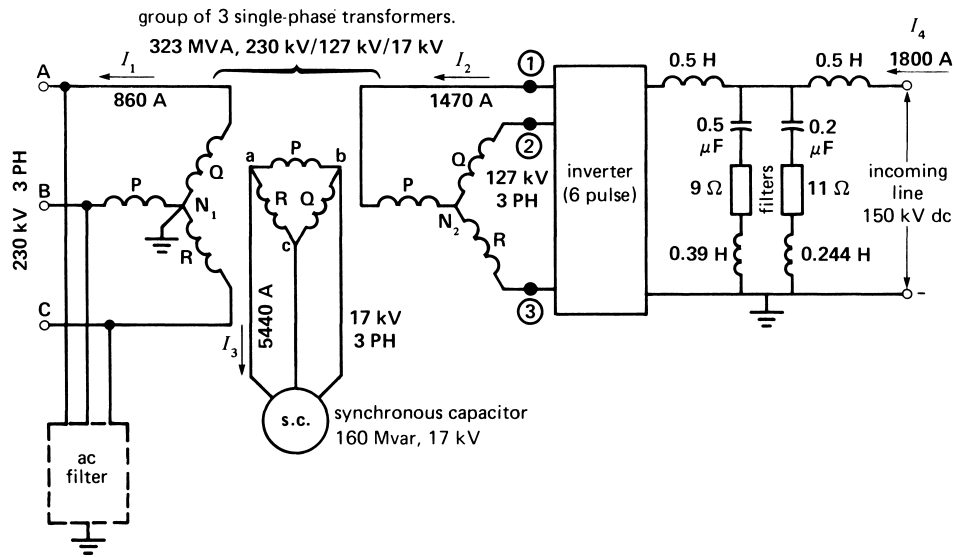 group of 3 single-phase transformers.
323 MVA, 230 kV/127 kV/17 kV
I₁
A
860 A
I₂
1470 A
1
I₄
1800 A
0.5 H
0.5 H
Q
P
B
N₁
R
230 kV 3 PH
C
a
P
b
R
Q
c
I₃
5440 A
17 kV
3 PH
s.c.
synchronous capacitor
160 Mvar, 17 kV
P
Q
N₂
R
2
127 kV
3 PH
3
inverter
(6 pulse)
0.5
μF
0.2
μF
9 Ω
filters
11 Ω
0.39 H
0.244 H
incoming
line
150 kV dc
–
ac
filter